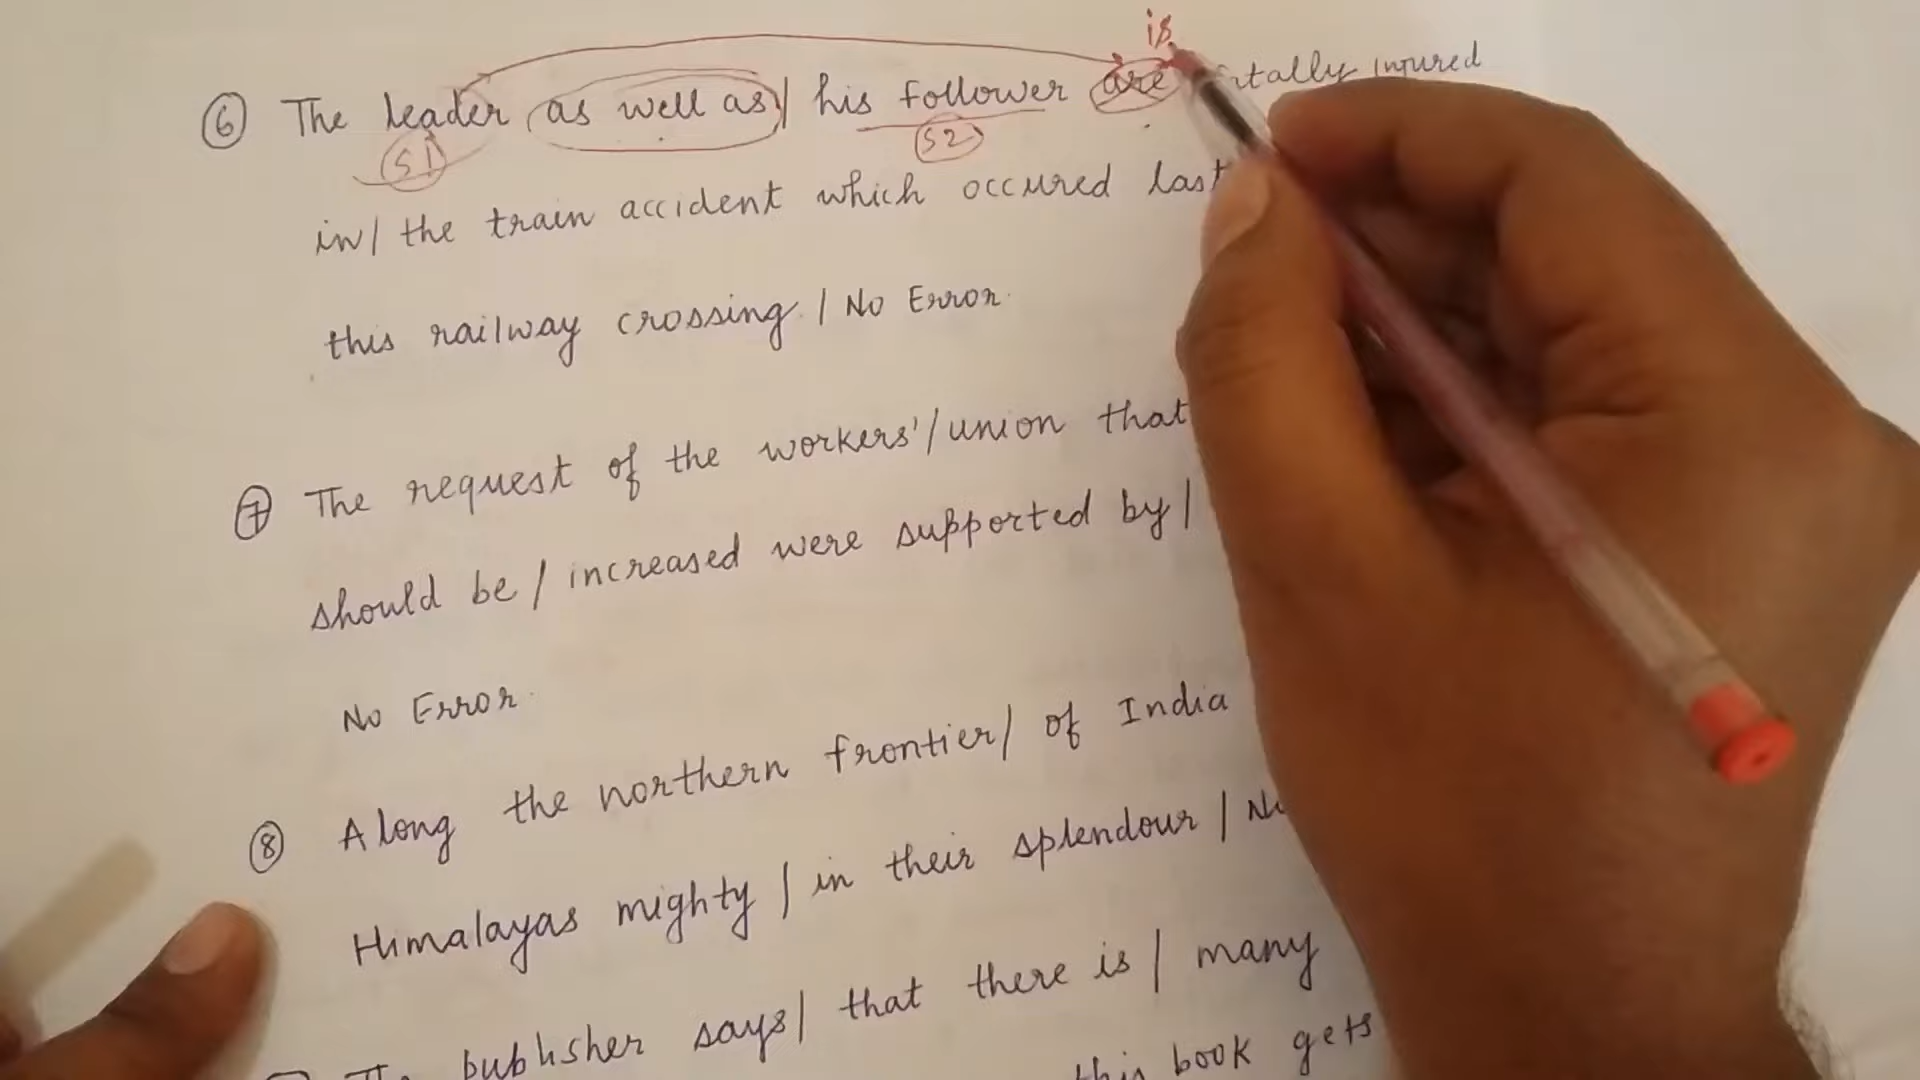 is
⑥ The leader as well as / his follower are injured
S1 S2
in / the train accident which occured last
this railway crossing. / No Error.
⑦ The request of the workers' / union that
should be / increased were supported by /
No Error.
⑧ Along the northern frontier / of India
Himalayas mighty / in their splendour /
publisher says / that there is / many
this book gets